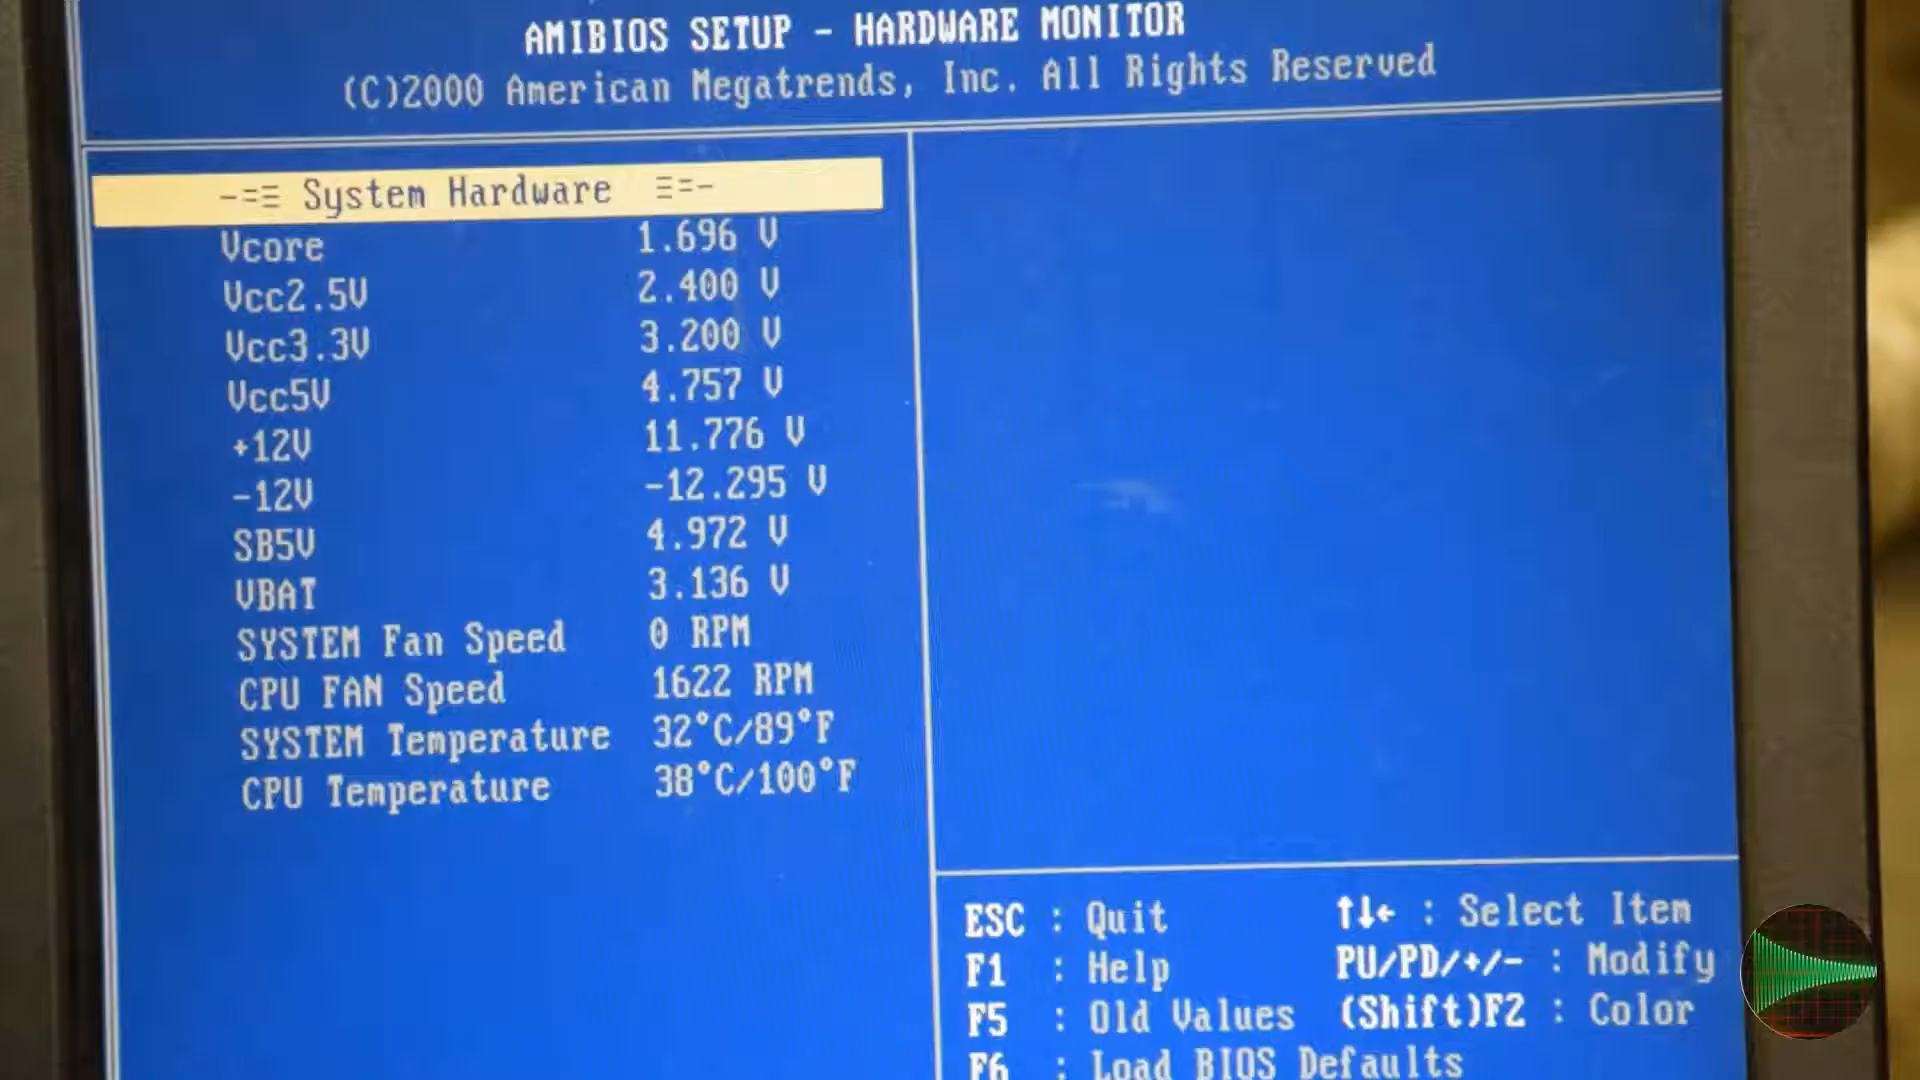 AMIBIOS SETUP - HARDWARE MONITOR
(C)2000 American Megatrends, Inc. All Rights Reserved
-=≡ System Hardware ≡=-
Vcore 1.696 V
Vcc2.5V 2.400 V
Vcc3.3V 3.200 V
Vcc5V 4.757 V
+12V 11.776 V
-12V -12.295 V
SB5V 4.972 V
VBAT 3.136 V
SYSTEM Fan Speed 0 RPM
CPU FAN Speed 1622 RPM
SYSTEM Temperature 32°C/89°F
CPU Temperature 38°C/100°F
ESC : Quit ↑↓← : Select Item
F1 : Help PU/PD/+/- : Modify
F5 : Old Values (Shift)F2 : Color
F6 : Load BIOS Defaults